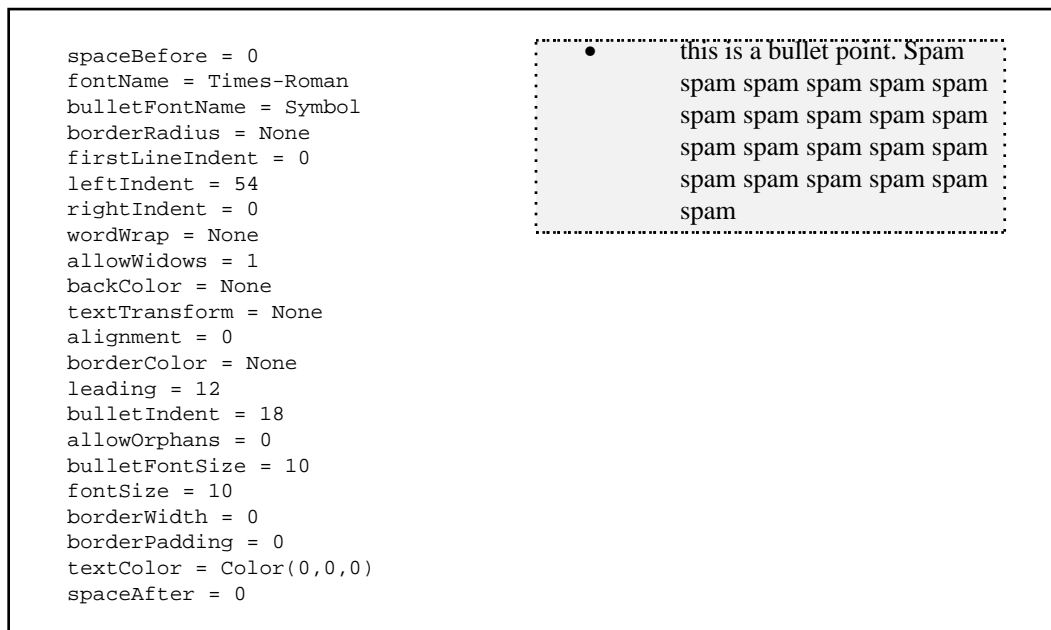 spaceBefore = 0
fontName = Times-Roman
bulletFontName = Symbol
borderRadius = None
firstLineIndent = 0
leftIndent = 54
rightIndent = 0
wordWrap = None
allowWidows = 1
backColor = None
textTransform = None
alignment = 0
borderColor = None
leading = 12
bulletIndent = 18
allowOrphans = 0
bulletFontSize = 10
fontSize = 10
borderWidth = 0
borderPadding = 0
textColor = Color(0,0,0)
spaceAfter = 0
• this is a bullet point. Spam
spam spam spam spam spam
spam spam spam spam spam
spam spam spam spam spam
spam spam spam spam spam
spam